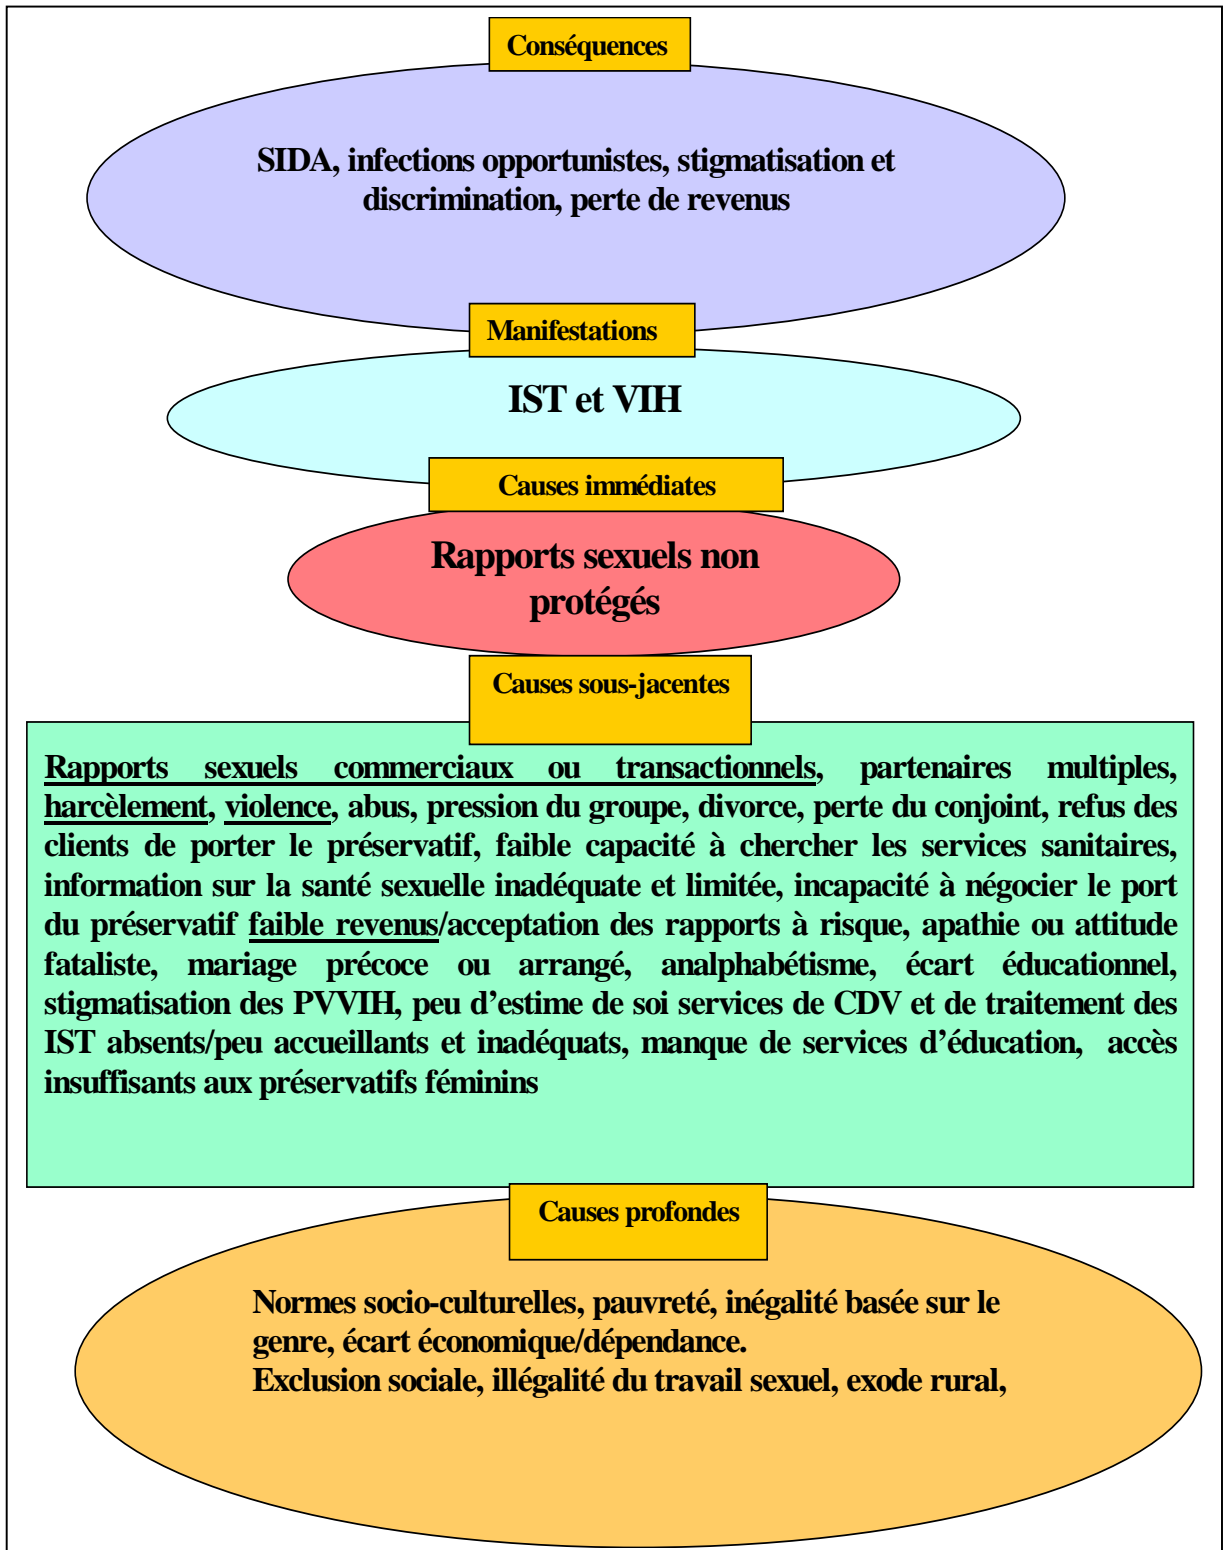 Conséquences
SIDA, infections opportunistes, stigmatisation et
discrimination, perte de revenus
Manifestations
IST et VIH
Causes immédiates
Rapports sexuels non
protégés
Causes sous-jacentes
Rapports sexuels commerciaux ou transactionnels, partenaires multiples,
harcèlement, violence, abus, pression du groupe, divorce, perte du conjoint, refus des
clients de porter le préservatif, faible capacité à chercher les services sanitaires,
information sur la santé sexuelle inadéquate et limitée, incapacité à négocier le port
du préservatif faible revenus/acceptation des rapports à risque, apathie ou attitude
fataliste, mariage précoce ou arrangé, analphabétisme, écart éducationnel,
stigmatisation des PVVIH, peu d’estime de soi services de CDV et de traitement des
IST absents/peu accueillants et inadéquats, manque de services d’éducation, accès
insuffisants aux préservatifs féminins
Causes profondes
Normes socio-culturelles, pauvreté, inégalité basée sur le
genre, écart économique/dépendance.
Exclusion sociale, illégalité du travail sexuel, exode rural,